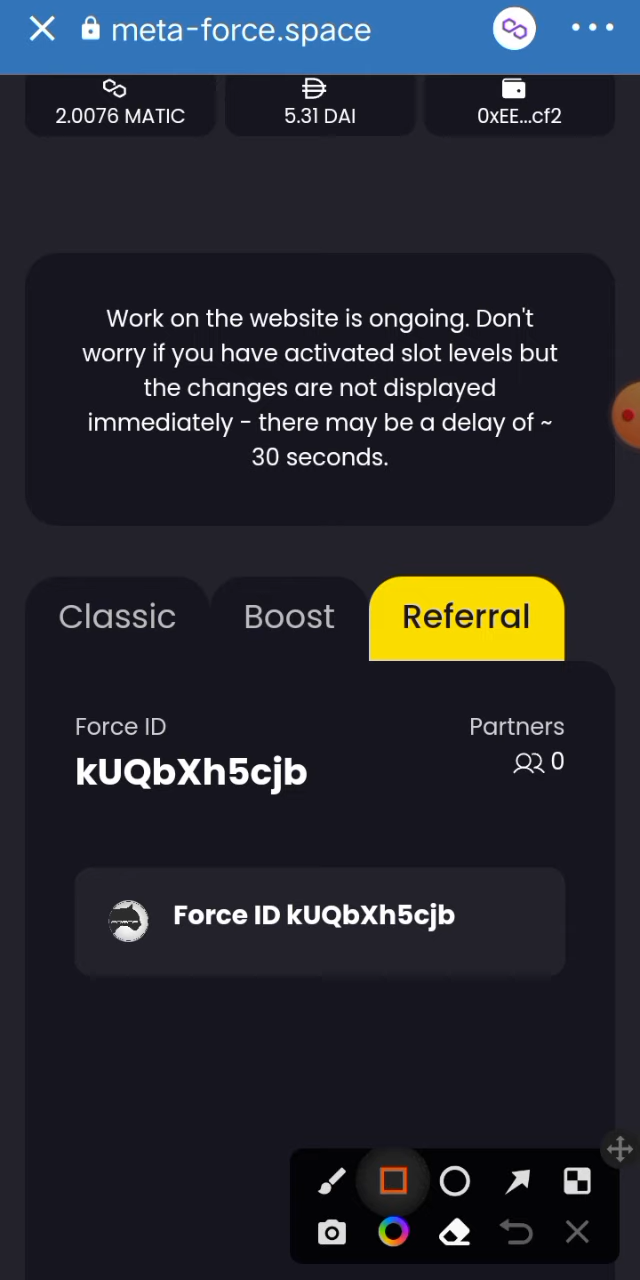 meta-force.space
2.0076 MATIC
5.31 DAI
0xEE...cf2
Work on the website is ongoing. Don't
worry if you have activated slot levels but
the changes are not displayed
immediately - there may be a delay of ~
30 seconds.
Classic
Boost
Referral
Force ID
Partners
kUQbXh5cjb
0
Force ID kUQbXh5cjb